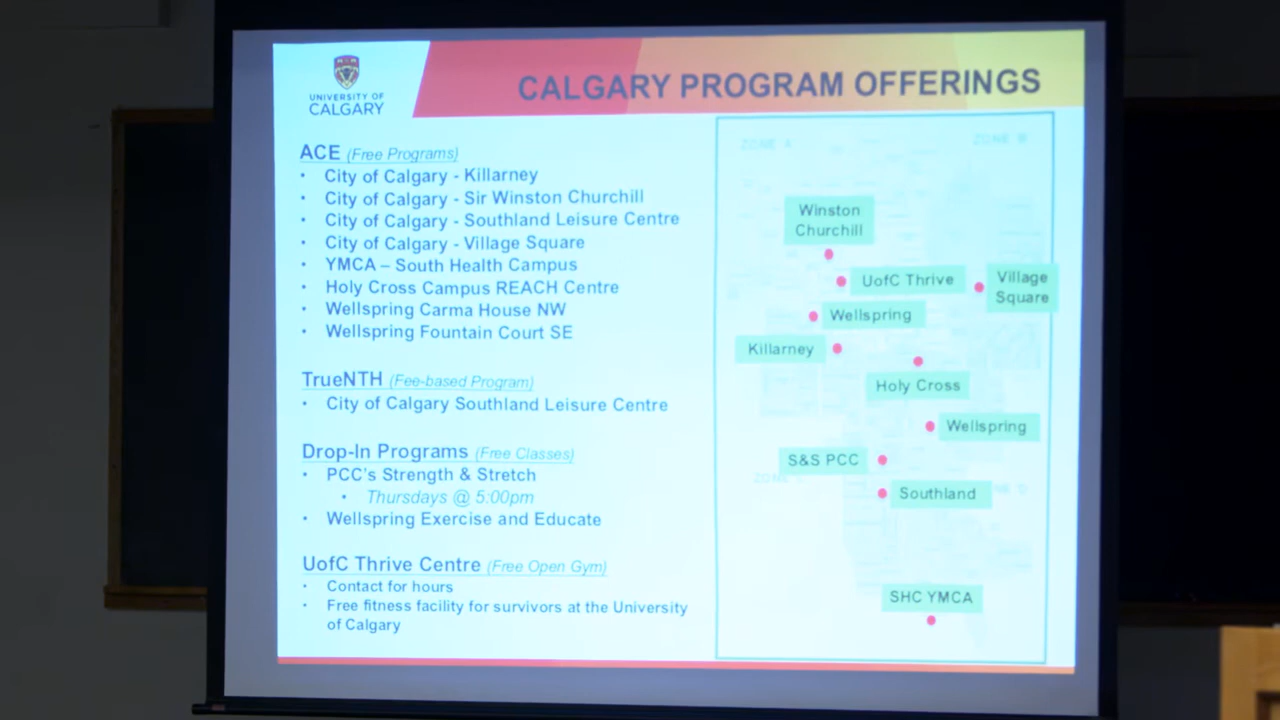 UNIVERSITY OF
CALGARY
CALGARY PROGRAM OFFERINGS
ACE (Free Programs)
• City of Calgary - Killarney
• City of Calgary - Sir Winston Churchill
• City of Calgary - Southland Leisure Centre
• City of Calgary - Village Square
• YMCA – South Health Campus
• Holy Cross Campus REACH Centre
• Wellspring Carma House NW
• Wellspring Fountain Court SE
TrueNTH (Fee-based Program)
• City of Calgary Southland Leisure Centre
Drop-In Programs (Free Classes)
• PCC's Strength & Stretch
• Thursdays @ 5:00pm
• Wellspring Exercise and Educate
UofC Thrive Centre (Free Open Gym)
• Contact for hours
• Free fitness facility for survivors at the University
of Calgary
ZONE A
ZONE B
Winston
Churchill
UofC Thrive
Village
Square
Wellspring
Killarney
Holy Cross
Wellspring
S&S PCC
Southland
SHC YMCA